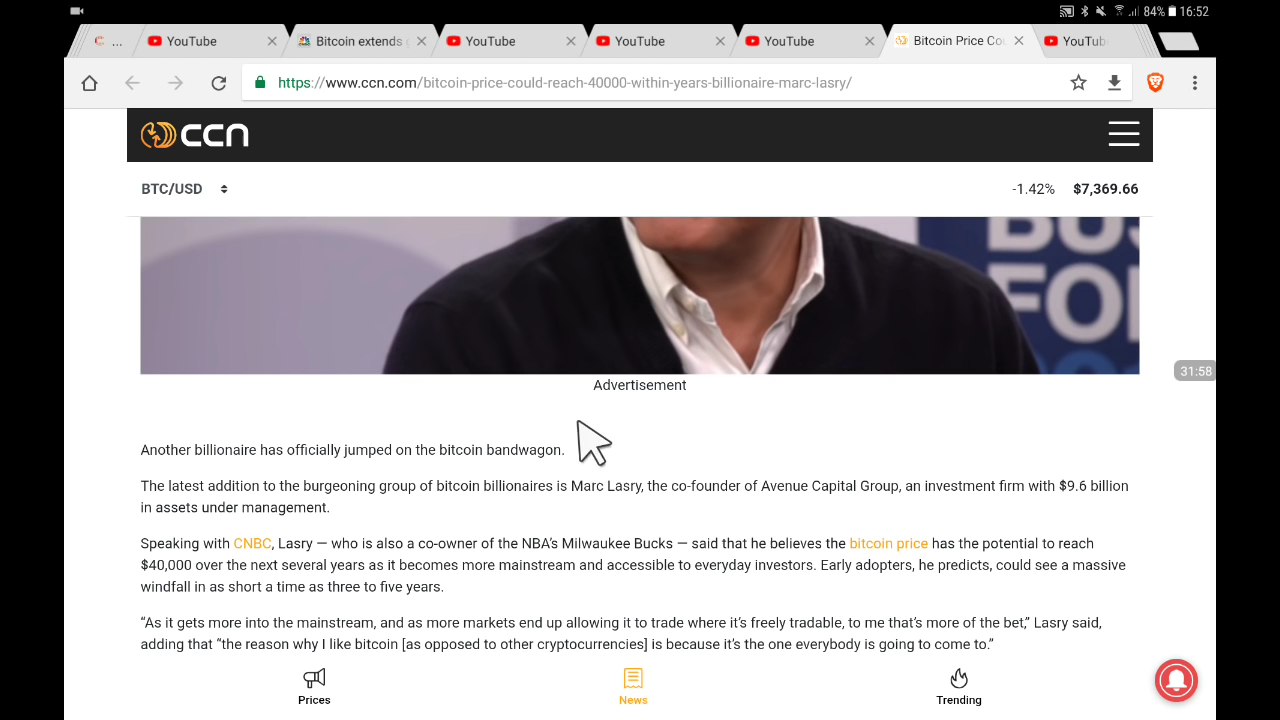 84% 16:52
...
YouTube
Bitcoin extends g
YouTube
YouTube
YouTube
Bitcoin Price Co
YouTub
https://www.ccn.com/bitcoin-price-could-reach-40000-within-years-billionaire-marc-lasry/
ccn
BTC/USD
-1.42% $7,369.66
BUS
FO
31:58
Advertisement
Another billionaire has officially jumped on the bitcoin bandwagon.
The latest addition to the burgeoning group of bitcoin billionaires is Marc Lasry, the co-founder of Avenue Capital Group, an investment firm with $9.6 billion
in assets under management.
Speaking with CNBC, Lasry — who is also a co-owner of the NBA’s Milwaukee Bucks — said that he believes the bitcoin price has the potential to reach
$40,000 over the next several years as it becomes more mainstream and accessible to everyday investors. Early adopters, he predicts, could see a massive
windfall in as short a time as three to five years.
“As it gets more into the mainstream, and as more markets end up allowing it to trade where it’s freely tradable, to me that’s more of the bet,” Lasry said,
adding that “the reason why I like bitcoin [as opposed to other cryptocurrencies] is because it’s the one everybody is going to come to.”
Prices
News
Trending